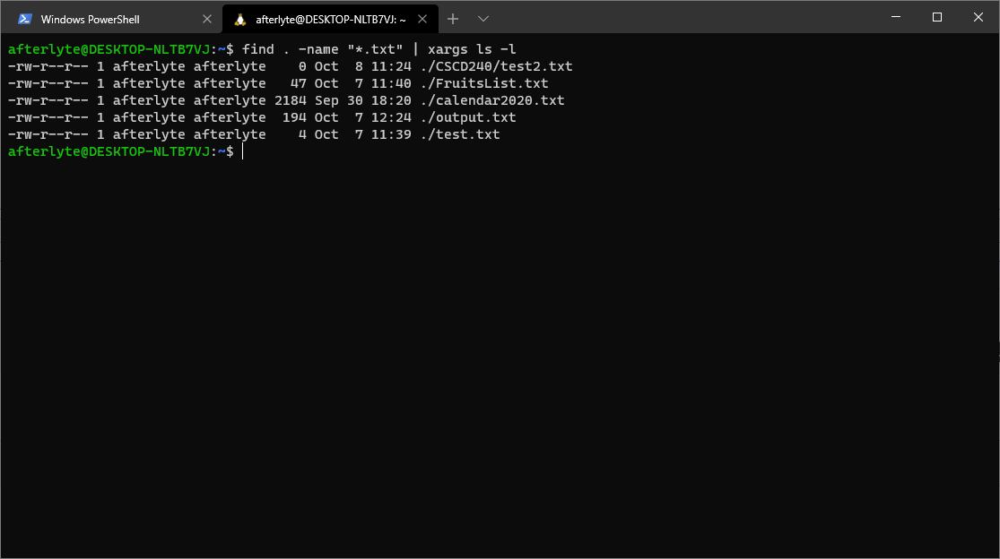 Windows PowerShell
afterlyte@DESKTOP-NLTB7VJ: ~
afterlyte@DESKTOP-NLTB7VJ:~$ find . -name "*.txt" | xargs ls -l
-rw-r--r-- 1 afterlyte afterlyte    0 Oct  8 11:24 ./CSCD240/test2.txt
-rw-r--r-- 1 afterlyte afterlyte   47 Oct  7 11:40 ./FruitsList.txt
-rw-r--r-- 1 afterlyte afterlyte 2184 Sep 30 18:20 ./calendar2020.txt
-rw-r--r-- 1 afterlyte afterlyte  194 Oct  7 12:24 ./output.txt
-rw-r--r-- 1 afterlyte afterlyte    4 Oct  7 11:39 ./test.txt
afterlyte@DESKTOP-NLTB7VJ:~$